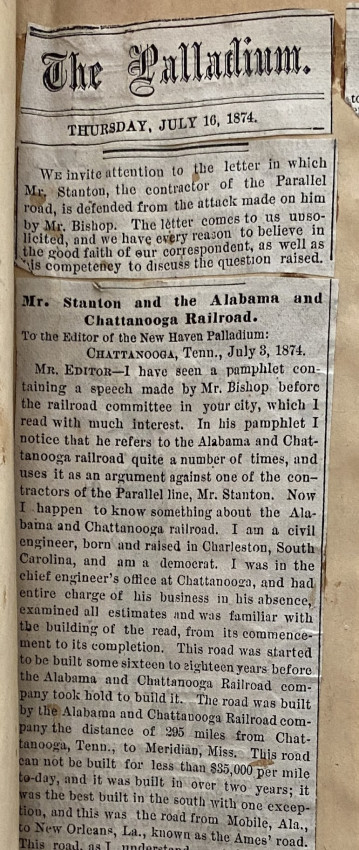 The Palladium.
THURSDAY, JULY 16, 1874.
WE invite attention to the letter in which
Mr. Stanton, the contractor of the Parallel
road, is defended from the attack made on him
by Mr. Bishop. The letter comes to us unso-
licited, and we have every reason to believe in
the good faith of our correspondent, as well as
his competency to discuss the question raised.
Mr. Stanton and the Alabama and
Chattanooga Railroad.
To the Editor of the New Haven Palladium:
CHATTANOOGA, Tenn., July 3, 1874.
MR. EDITOR—I have seen a pamphlet con-
taining a speech made by Mr. Bishop before
the railroad committee in your city, which I
read with much interest. In his pamphlet I
notice that he refers to the Alabama and Chat-
tanooga railroad quite a number of times, and
uses it as an argument against one of the con-
tractors of the Parallel line, Mr. Stanton. Now
I happen to know something about the Ala-
bama and Chattanooga railroad. I am a civil
engineer, born and raised in Charleston, South
Carolina, and am a democrat. I was in the
chief engineer's office at Chattanooga, and had
entire charge of his business in his absence,
examined all estimates and was familiar with
the building of the read, from its commence-
ment to its completion. This road was started
to be built some sixteen to eighteen years before
the Alabama and Chattanooga Railroad com-
pany took hold to build it. The road was built
by the Alabama and Chattanooga Railroad com-
pany the distance of 295 miles from Chat-
tanooga, Tenn., to Meridian, Miss. This road
can not be built for less than $35,000 per mile
to-day, and it was built in over two years; it
was the best built in the south with one excep-
tion, and this was the road from Mobile, Ala.,
to New Orleans, La., known as the Ames' road.
This road, as I understand
to